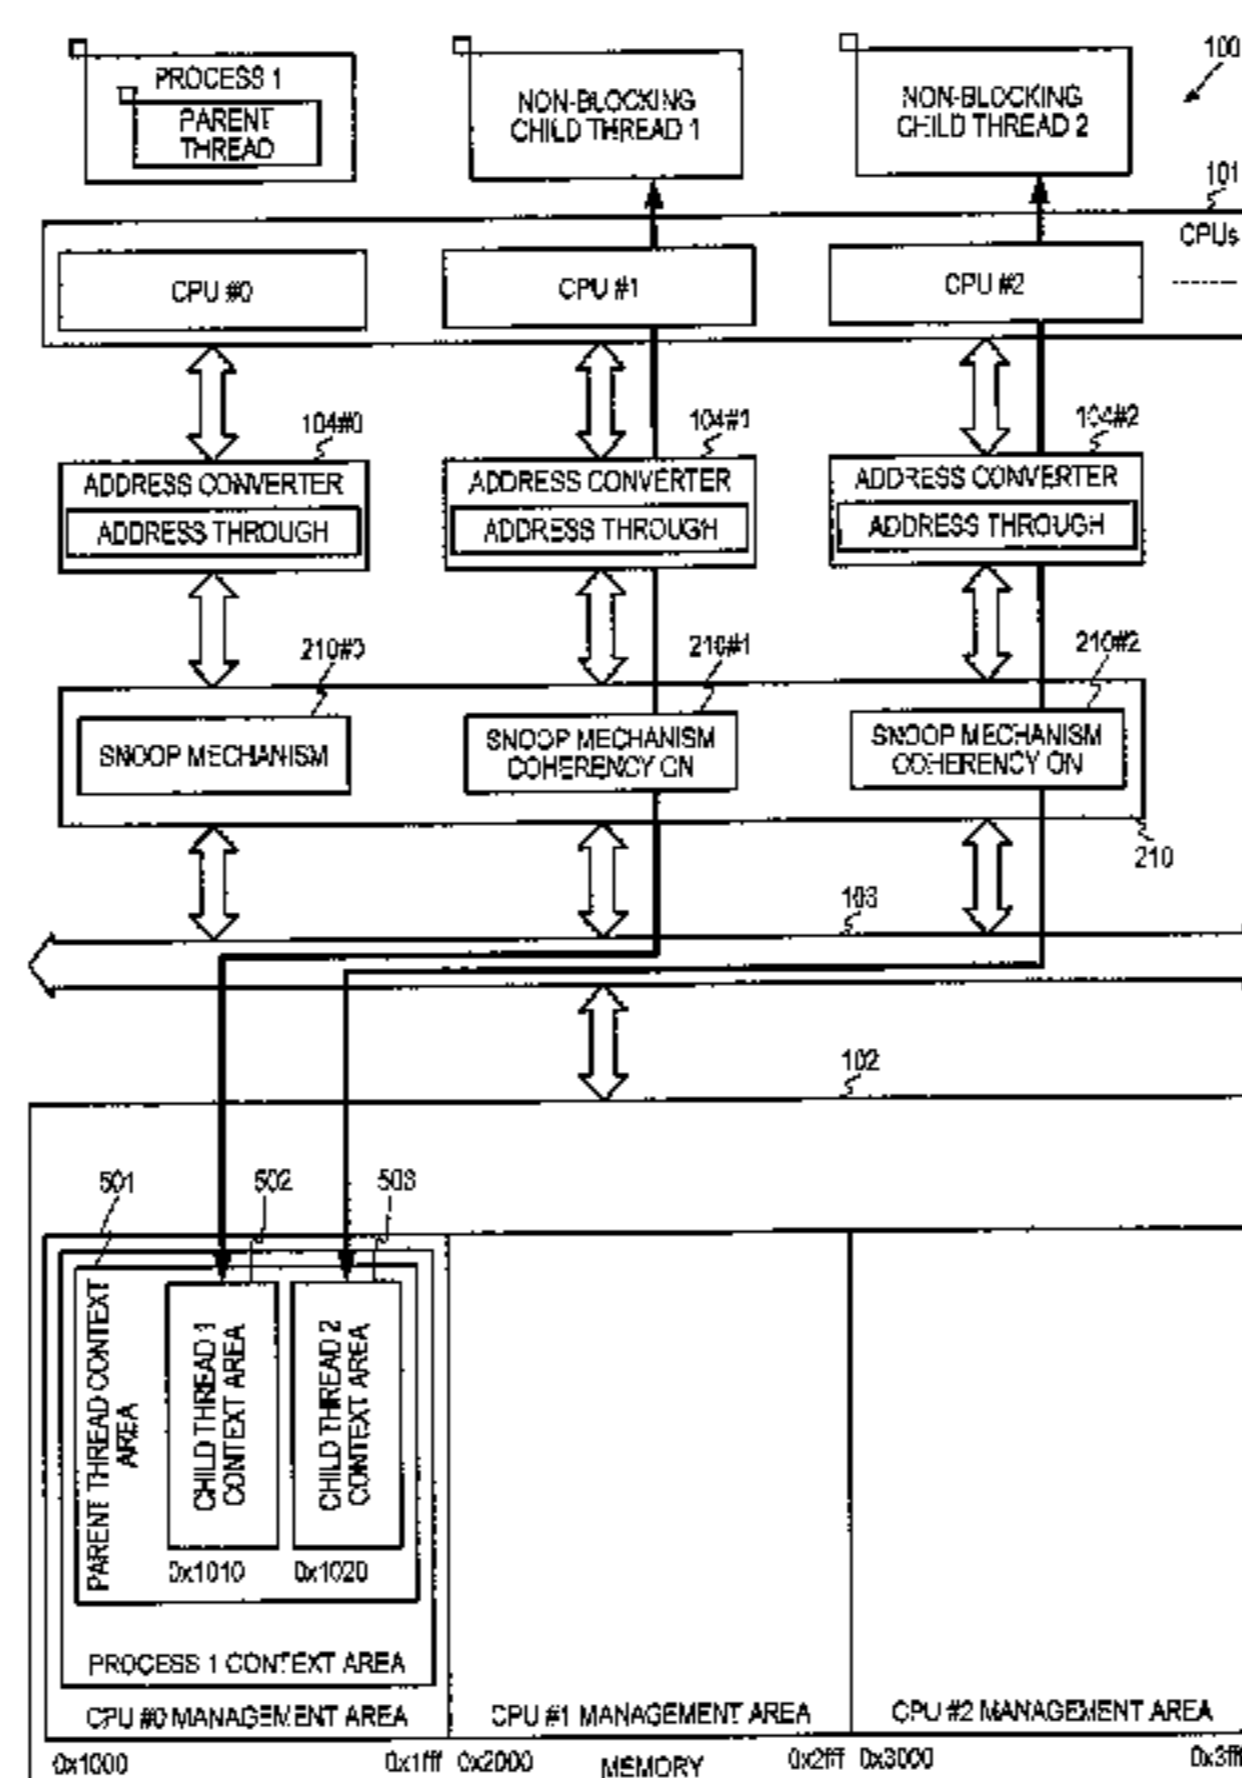 100
PROCESS 1
PARENT
THREAD
NON-BLOCKING
CHILD THREAD 1
NON-BLOCKING
CHILD THREAD 2
101
CPUs
CPU #0
CPU #1
CPU #2
104#0
104#1
104#2
ADDRESS CONVERTER
ADDRESS THROUGH
ADDRESS CONVERTER
ADDRESS THROUGH
ADDRESS CONVERTER
ADDRESS THROUGH
210#0
210#1
210#2
SNOOP MECHANISM
SNOOP MECHANISM
COHERENCY ON
SNOOP MECHANISM
COHERENCY ON
210
103
102
501
502
503
PARENT THREAD CONTEXT
AREA
CHILD THREAD 1
CONTEXT AREA
CHILD THREAD 2
CONTEXT AREA
0x1010
0x1020
PROCESS 1 CONTEXT AREA
CPU #0 MANAGEMENT AREA
CPU #1 MANAGEMENT AREA
CPU #2 MANAGEMENT AREA
0x1000
0x1fff
0x2000
MEMORY
0x2fff
0x3000
0x3fff